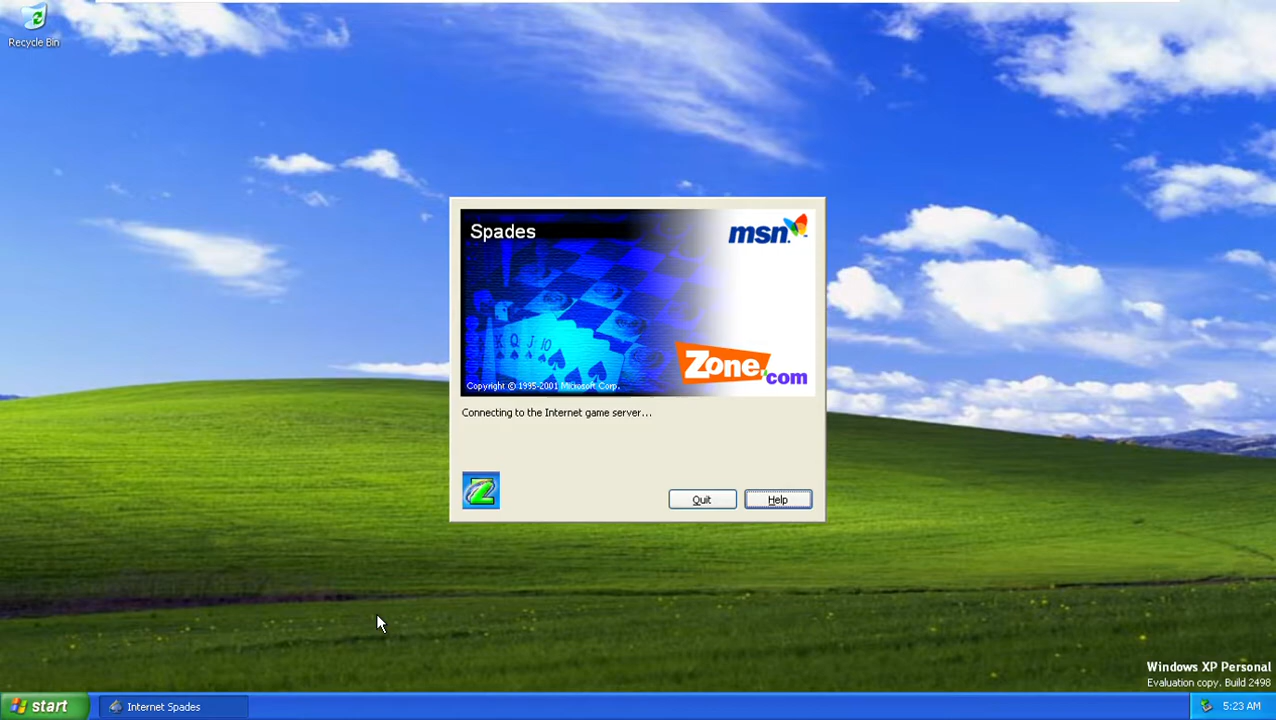 Recycle Bin
Spades
msn
Zone.com
Copyright © 1995-2001 Microsoft Corp.
Connecting to the Internet game server...
Quit
Help
Windows XP Personal
Evaluation copy. Build 2498
start
Internet Spades
5:23 AM